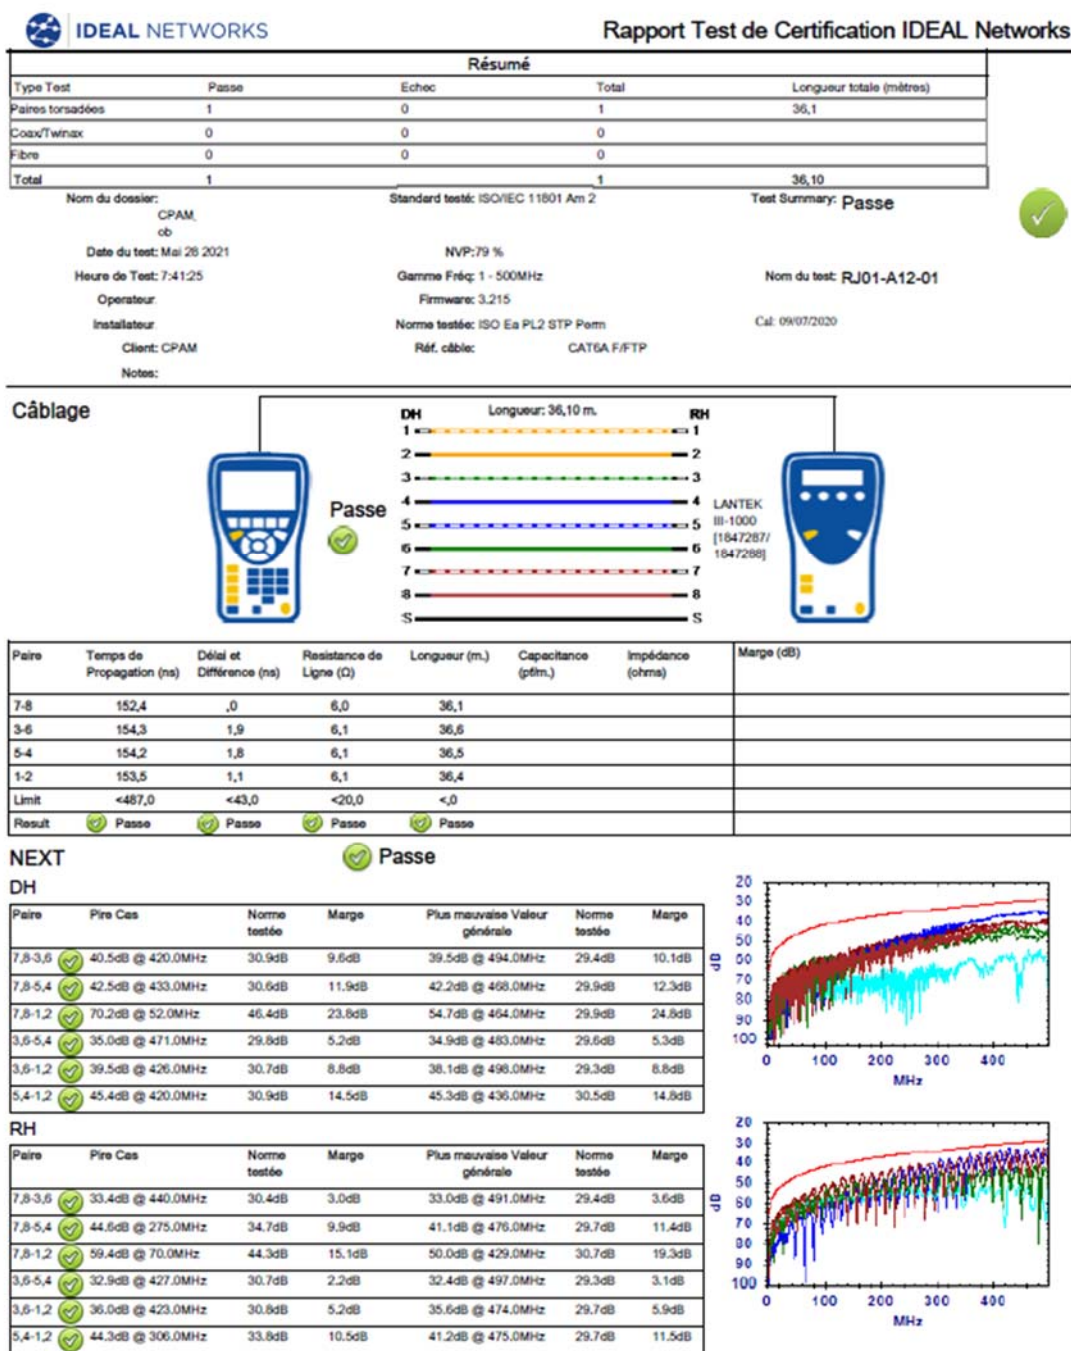 IDEAL NETWORKS
Rapport Test de Certification IDEAL Networks
Résumé
Type Test Passe Echec Total Longueur totale (mètres)
Paires torsadées 1 0 1 36,1
Coax/Twinax 0 0 0
Fibre 0 0 0
Total 1 1 36,10
Nom du dossier: Standard testé: ISO/IEC 11801 Am 2 Test Summary: Passe
CPAM,
ob
Date du test: Mai 28 2021 NVP:79 %
Heure de Test: 7:41:25 Gamme Fréq: 1 - 500MHz Nom du test: RJ01-A12-01
Operateur Firmware: 3.215
Installateur Norme testée: ISO Ea PL2 STP Perm Cal: 09/07/2020
Client: CPAM Réf. câble: CAT6A F/FTP
Notes:
Câblage
DH Longueur: 36,10 m. RH
1 1
2 2
3 3
4 4
5 5
6 6
7 7
8 8
S S
Passe
LANTEK
III-1000
[1847287/
1847288]
Paire Temps de Propagation (ns) Délai et Différence (ns) Resistance de Ligne (Ω) Longueur (m.) Capacitance (pf/m.) Impédance (ohms) Marge (dB)
7-8 152,4 ,0 6,0 36,1
3-6 154,3 1,9 6,1 36,6
5-4 154,2 1,8 6,1 36,5
1-2 153,5 1,1 6,1 36,4
Limit <487,0 <43,0 <20,0 <,0
Result Passe Passe Passe Passe
NEXT Passe
DH
Paire Pire Cas Norme testée Marge Plus mauvaise Valeur générale Norme testée Marge
7,8-3,6 40.5dB @ 420.0MHz 30.9dB 9.6dB 39.5dB @ 494.0MHz 29.4dB 10.1dB
7,8-5,4 42.5dB @ 433.0MHz 30.6dB 11.9dB 42.2dB @ 468.0MHz 29.9dB 12.3dB
7,8-1,2 70.2dB @ 52.0MHz 46.4dB 23.8dB 54.7dB @ 464.0MHz 29.9dB 24.8dB
3,6-5,4 35.0dB @ 471.0MHz 29.8dB 5.2dB 34.9dB @ 483.0MHz 29.6dB 5.3dB
3,6-1,2 39.5dB @ 426.0MHz 30.7dB 8.8dB 38.1dB @ 498.0MHz 29.3dB 8.8dB
5,4-1,2 45.4dB @ 420.0MHz 30.9dB 14.5dB 45.3dB @ 436.0MHz 30.5dB 14.8dB
20
30
40
50
60
70
80
90
100
dB
0 100 200 300 400
MHz
RH
Paire Pire Cas Norme testée Marge Plus mauvaise Valeur générale Norme testée Marge
7,8-3,6 33.4dB @ 440.0MHz 30.4dB 3.0dB 33.0dB @ 491.0MHz 29.4dB 3.6dB
7,8-5,4 44.6dB @ 275.0MHz 34.7dB 9.9dB 41.1dB @ 476.0MHz 29.7dB 11.4dB
7,8-1,2 59.4dB @ 70.0MHz 44.3dB 15.1dB 50.0dB @ 429.0MHz 30.7dB 19.3dB
3,6-5,4 32.9dB @ 427.0MHz 30.7dB 2.2dB 32.4dB @ 497.0MHz 29.3dB 3.1dB
3,6-1,2 36.0dB @ 423.0MHz 30.8dB 5.2dB 35.6dB @ 474.0MHz 29.7dB 5.9dB
5,4-1,2 44.3dB @ 306.0MHz 33.8dB 10.5dB 41.2dB @ 475.0MHz 29.7dB 11.5dB
20
30
40
50
60
70
80
90
100
dB
0 100 200 300 400
MHz